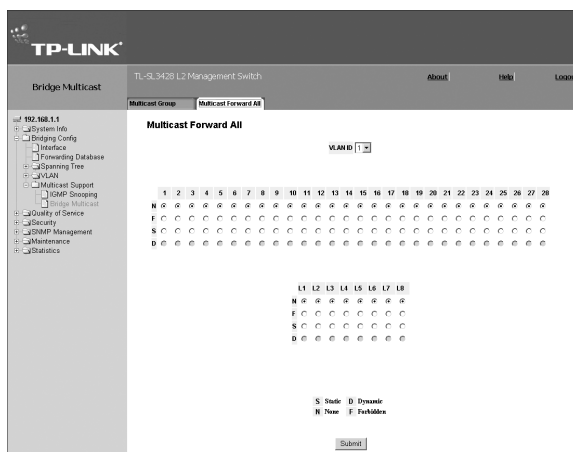 TP-LINK
TL-SL3428 L2 Management Switch
About | Help | Logou
Bridge Multicast
Multicast Group Multicast Forward All
192.168.1.1
System Info
Bridging Config
Interface
Forwarding Database
Spanning Tree
VLAN
Multicast Support
IGMP Snooping
Bridge Multicast
Quality of Service
Security
SNMP Management
Maintenance
Statistics
Multicast Forward All
VLAN ID 1
1 2 3 4 5 6 7 8 9 10 11 12 13 14 15 16 17 18 19 20 21 22 23 24 25 26 27 28
N
F
S
D
L1 L2 L3 L4 L5 L6 L7 L8
N
F
S
D
S Static D Dynamic
N None F Forbidden
Submit